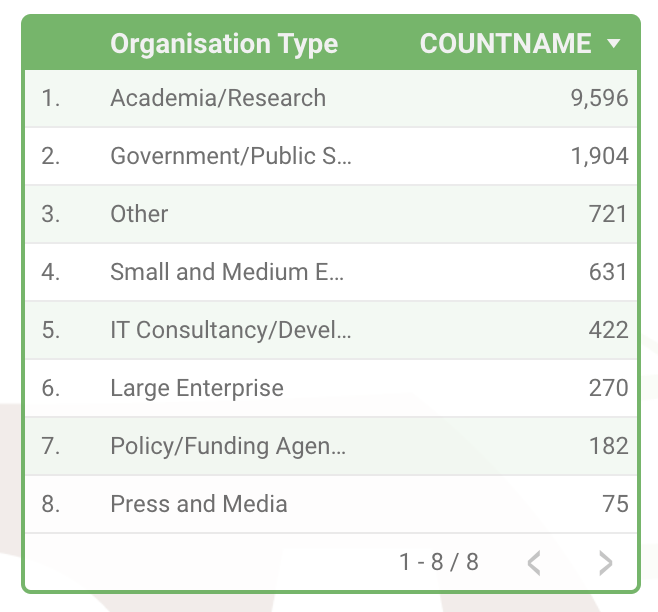 Organisation Type COUNTNAME
1. Academia/Research 9,596
2. Government/Public S... 1,904
3. Other 721
4. Small and Medium E... 631
5. IT Consultancy/Devel... 422
6. Large Enterprise 270
7. Policy/Funding Agen... 182
8. Press and Media 75
1 - 8 / 8 < >